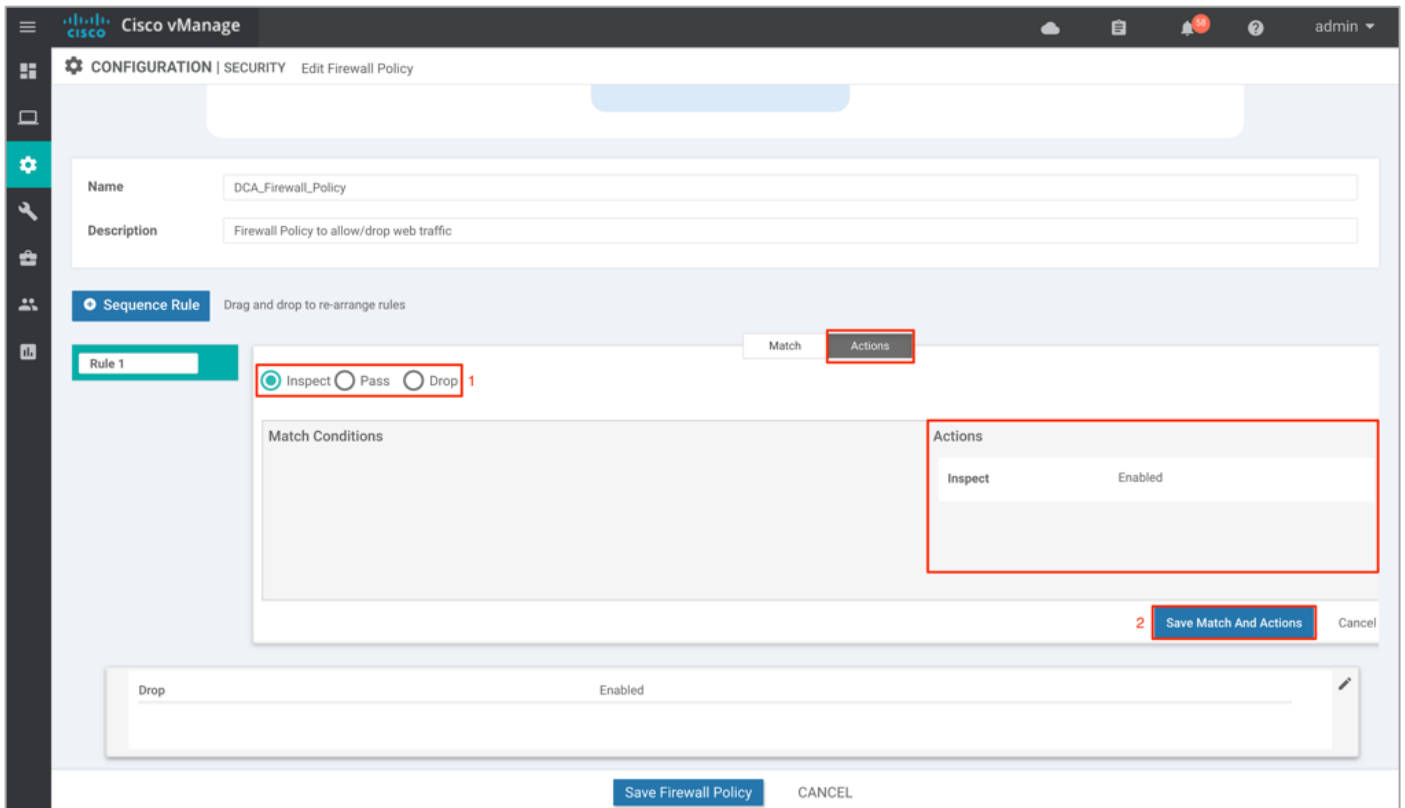 cisco Cisco vManage 58 admin
CONFIGURATION | SECURITY Edit Firewall Policy
Name DCA_Firewall_Policy
Description Firewall Policy to allow/drop web traffic
Sequence Rule Drag and drop to re-arrange rules
Match Actions
Rule 1
Inspect Pass Drop 1
Match Conditions Actions
Inspect Enabled
2 Save Match And Actions Cancel
Drop Enabled
Save Firewall Policy CANCEL